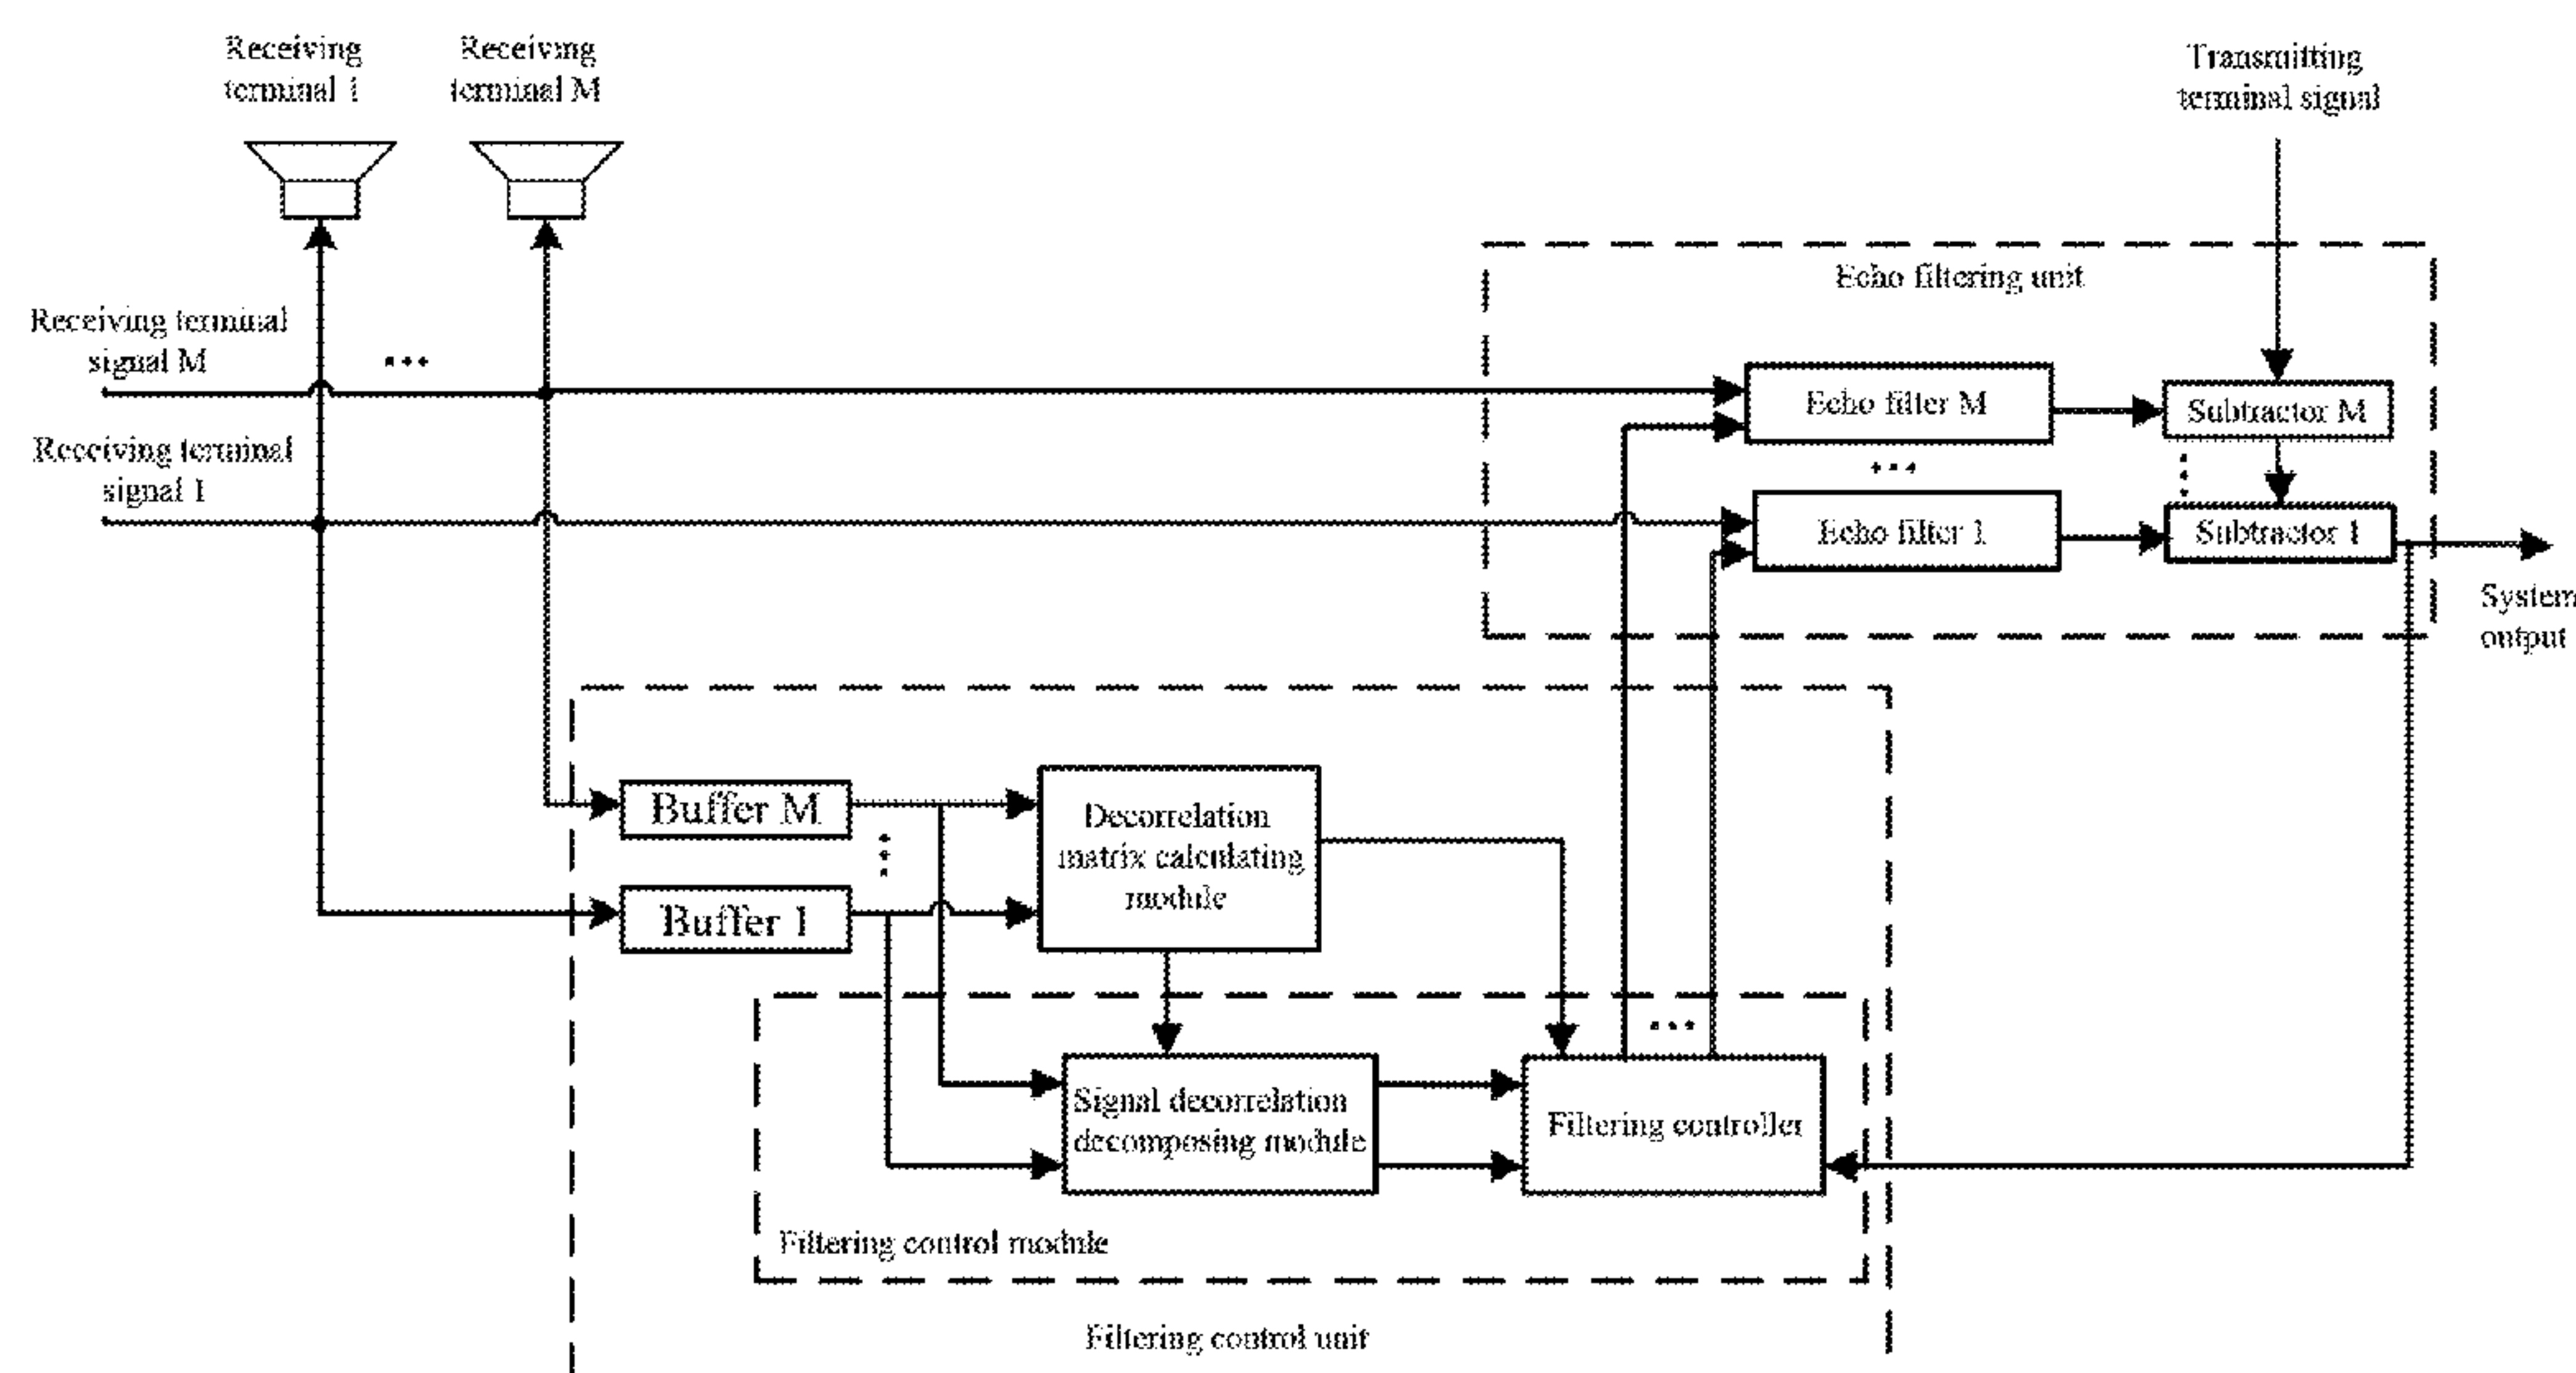 Receiving
terminal 1
Receiving
terminal M
Transmitting
terminal signal
Echo filtering unit
Receiving terminal
signal M
...
Echo filter M
Subtractor M
Receiving terminal
signal 1
...
...
Echo filter 1
Subtractor 1
System
output
Buffer M
...
Buffer 1
Decorrelation
matrix calculating
module
...
Signal decorrelation
decomposing module
Filtering controller
Filtering control module
Filtering control unit